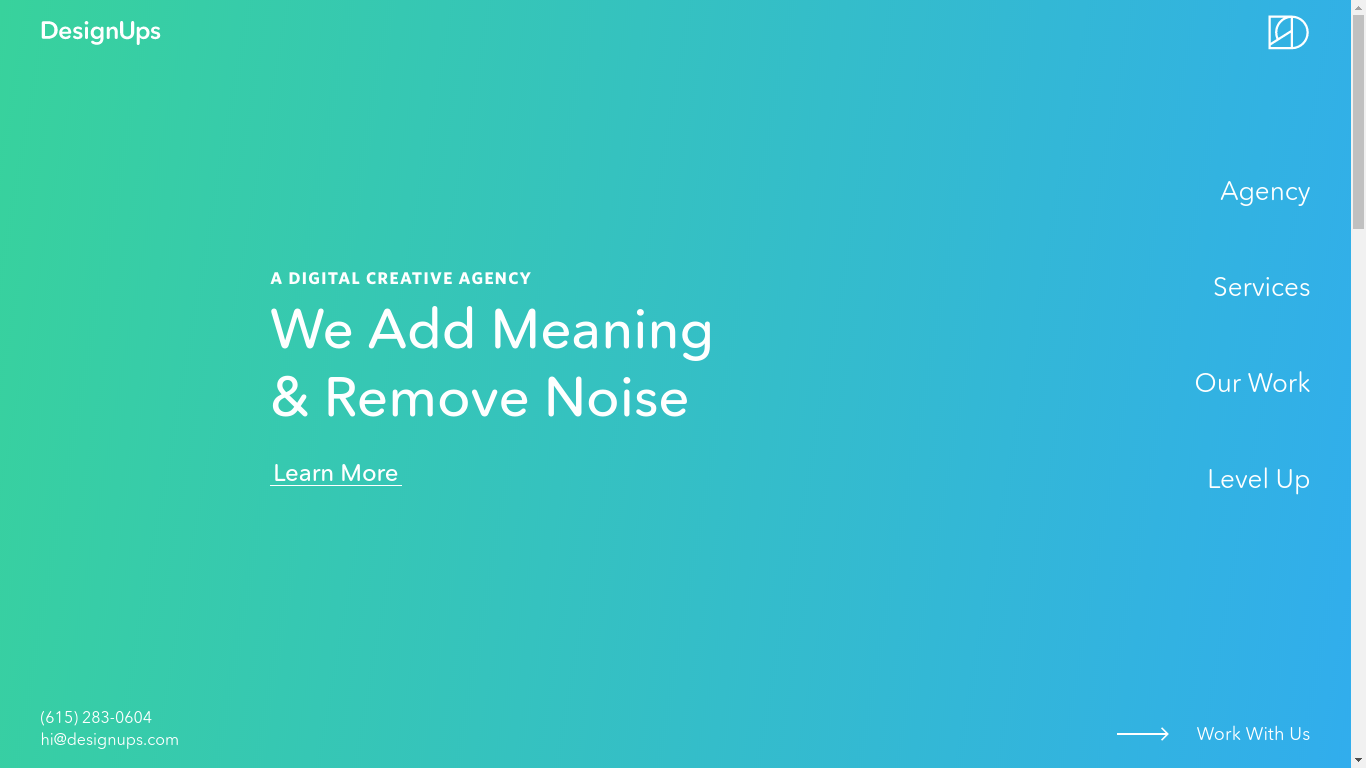 DesignUps
Agency
Services
A DIGITAL CREATIVE AGENCY
We Add Meaning
& Remove Noise
Our Work
Learn More
Level Up
(615) 283-0604
hi@designups.com
Work With Us